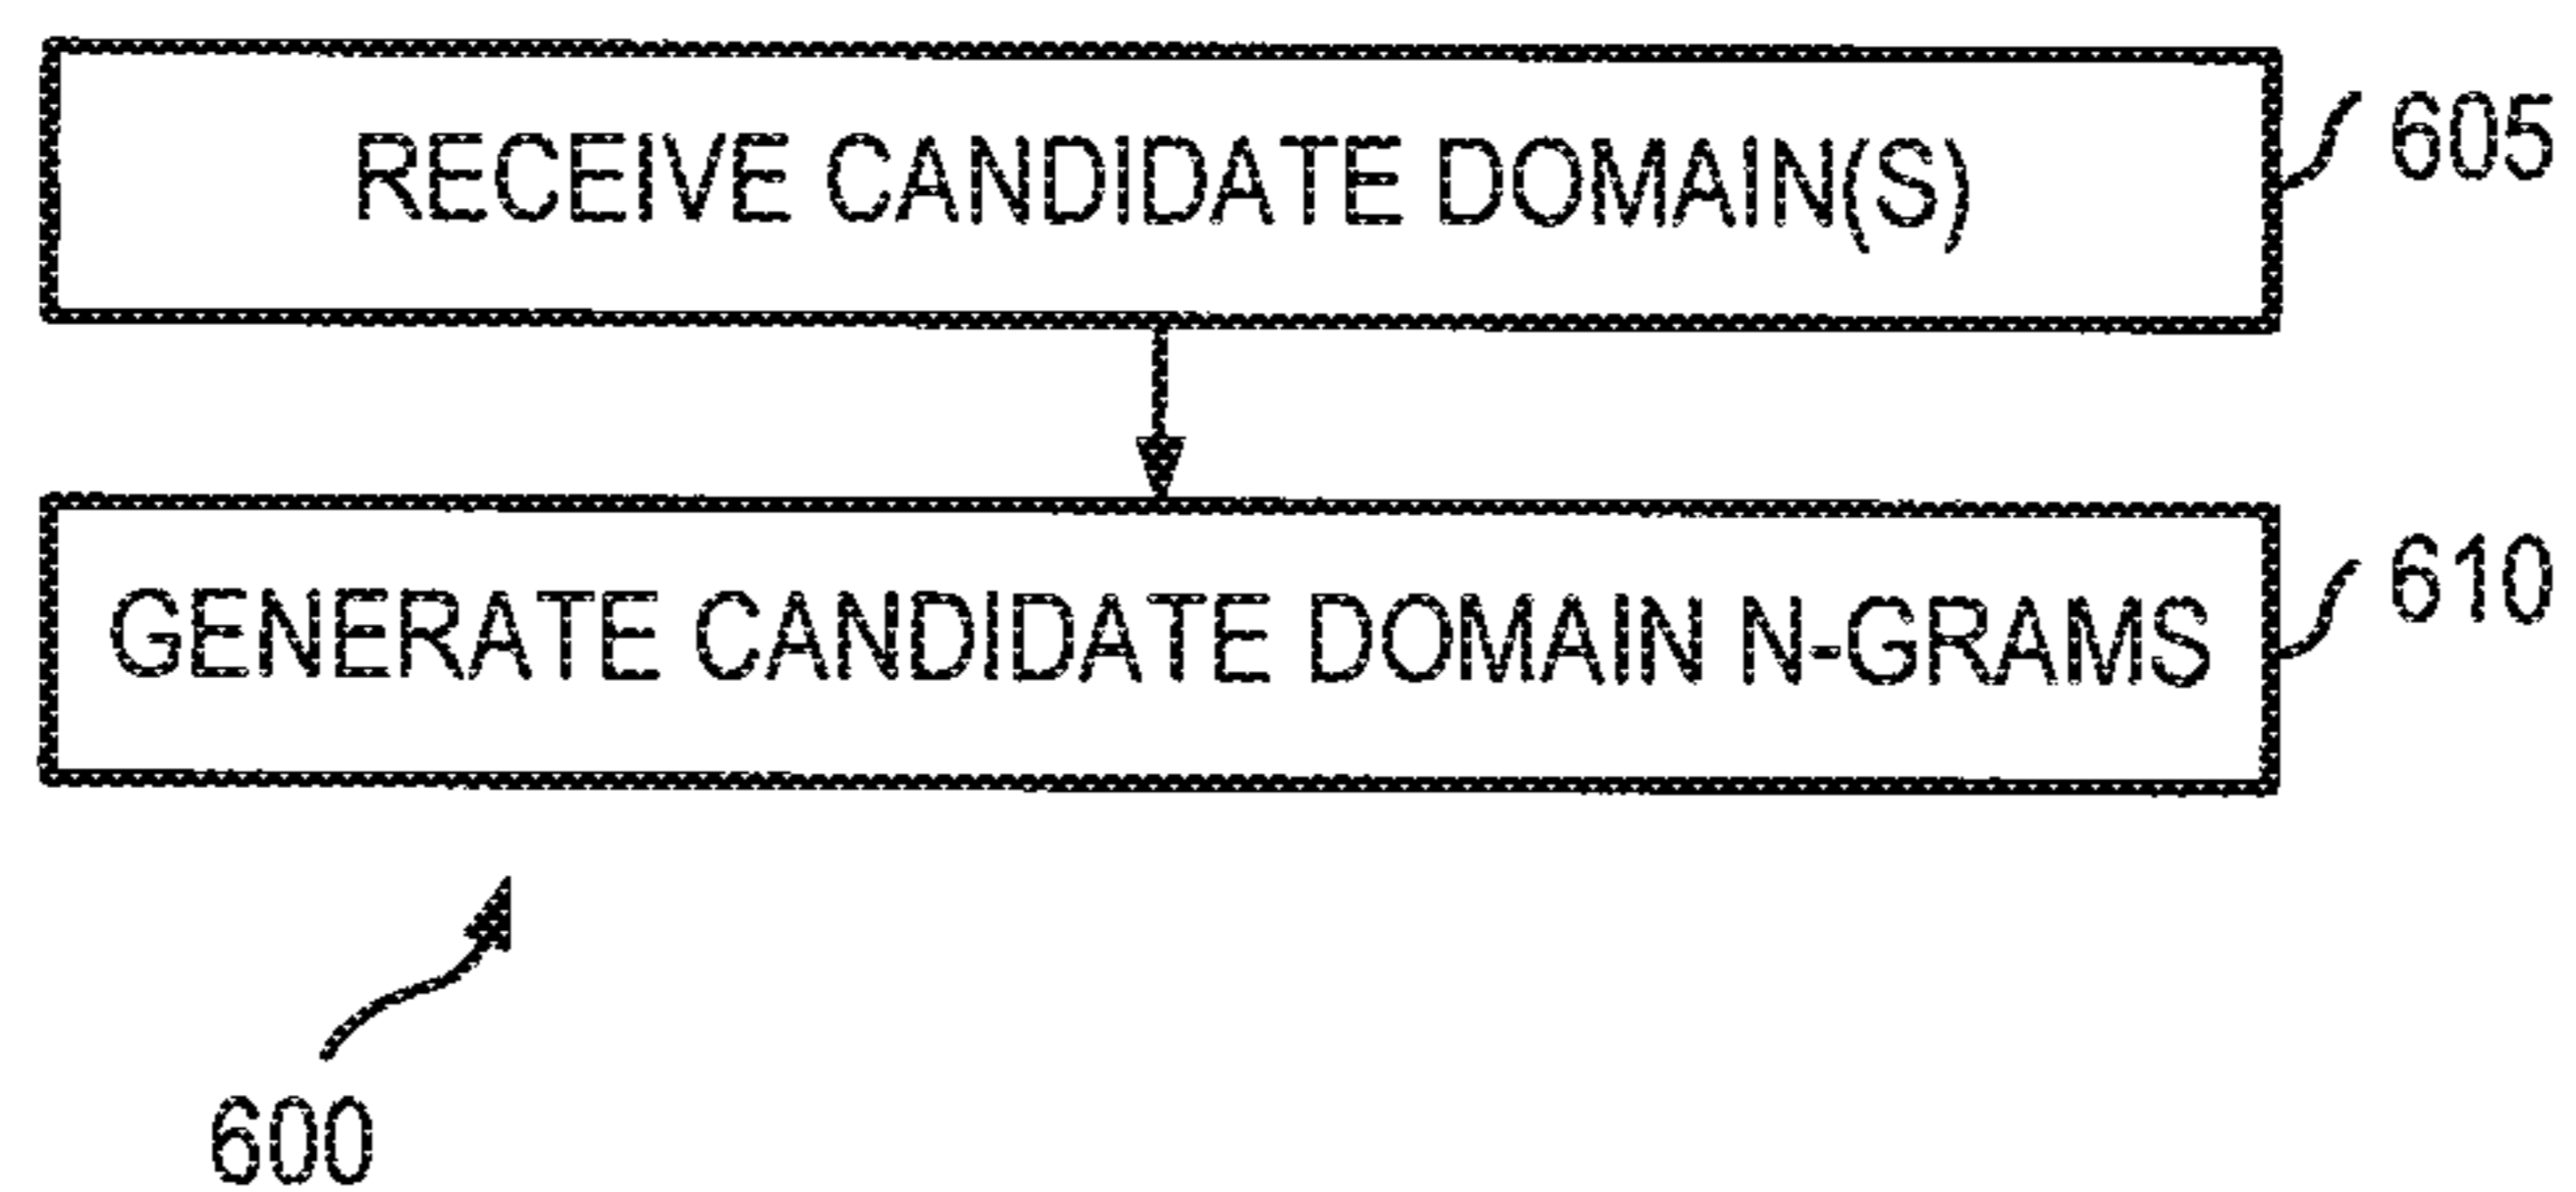 RECEIVE CANDIDATE DOMAIN(S)
605
GENERATE CANDIDATE DOMAIN N-GRAMS
610
600